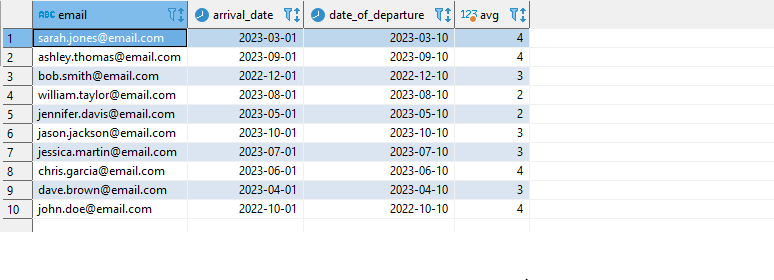 ABC email arrival_date date_of_departure 123 avg
1 sarah.jones@email.com 2023-03-01 2023-03-10 4
2 ashley.thomas@email.com 2023-09-01 2023-09-10 4
3 bob.smith@email.com 2022-12-01 2022-12-10 3
4 william.taylor@email.com 2023-08-01 2023-08-10 2
5 jennifer.davis@email.com 2023-05-01 2023-05-10 2
6 jason.jackson@email.com 2023-10-01 2023-10-10 3
7 jessica.martin@email.com 2023-07-01 2023-07-10 3
8 chris.garcia@email.com 2023-06-01 2023-06-10 4
9 dave.brown@email.com 2023-04-01 2023-04-10 3
10 john.doe@email.com 2022-10-01 2022-10-10 4